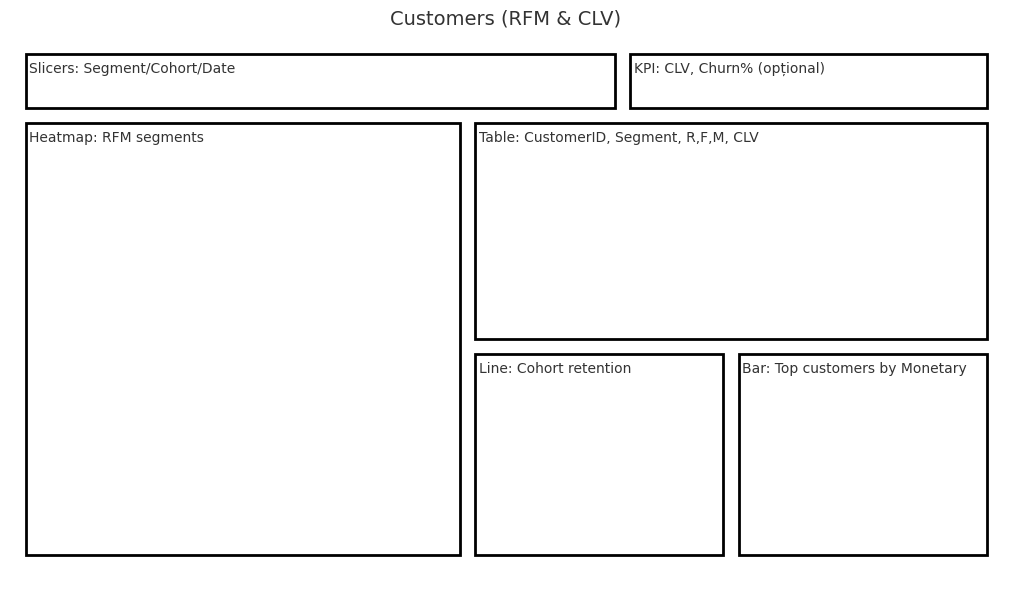 Customers (RFM & CLV)
Slicers: Segment/Cohort/Date
KPI: CLV, Churn% (opțional)
Heatmap: RFM segments
Table: CustomerID, Segment, R,F,M, CLV
Line: Cohort retention
Bar: Top customers by Monetary